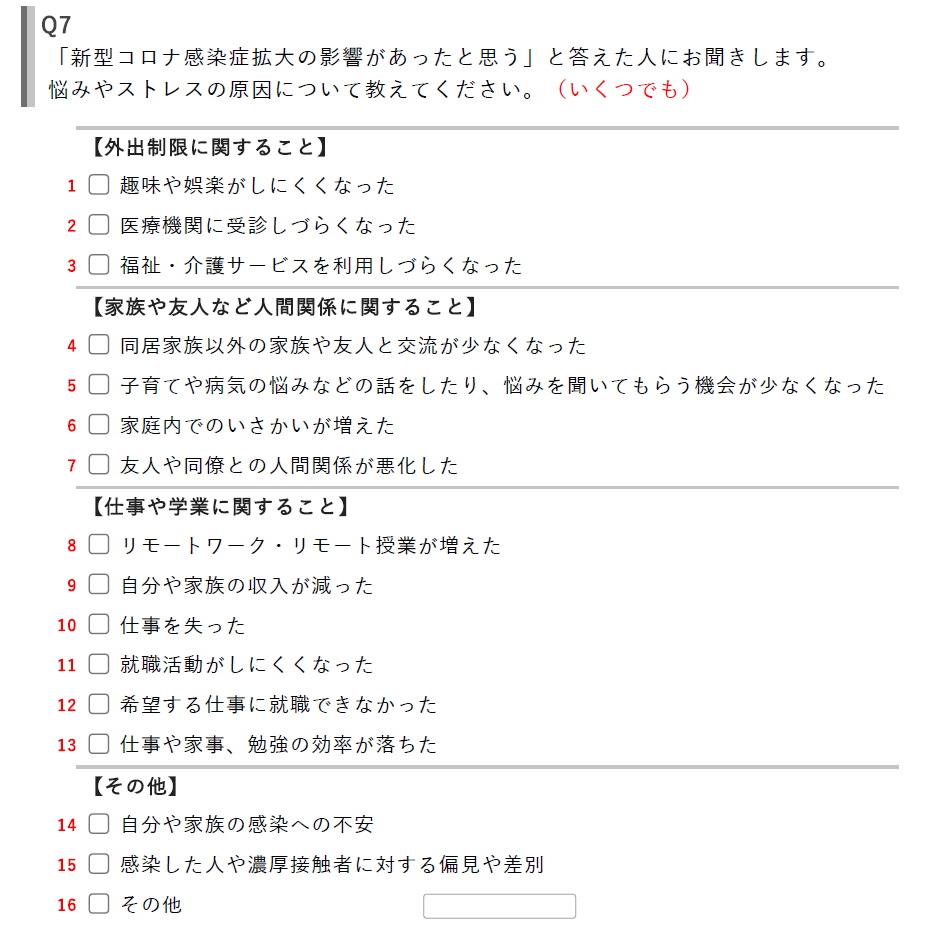 Q7
「新型コロナ感染症拡大の影響があったと思う」と答えた人にお聞きします。
悩みやストレスの原因について教えてください。（いくつでも）
【外出制限に関すること】
1 趣味や娯楽がしにくくなった
2 医療機関に受診しづらくなった
3 福祉・介護サービスを利用しづらくなった
【家族や友人など人間関係に関すること】
4 同居家族以外の家族や友人と交流が少なくなった
5 子育てや病気の悩みなどの話をしたり、悩みを聞いてもらう機会が少なくなった
6 家庭内でのいさかいが増えた
7 友人や同僚との人間関係が悪化した
【仕事や学業に関すること】
8 リモートワーク・リモート授業が増えた
9 自分や家族の収入が減った
10 仕事を失った
11 就職活動がしにくくなった
12 希望する仕事に就職できなかった
13 仕事や家事、勉強の効率が落ちた
【その他】
14 自分や家族の感染への不安
15 感染した人や濃厚接触者に対する偏見や差別
16 その他